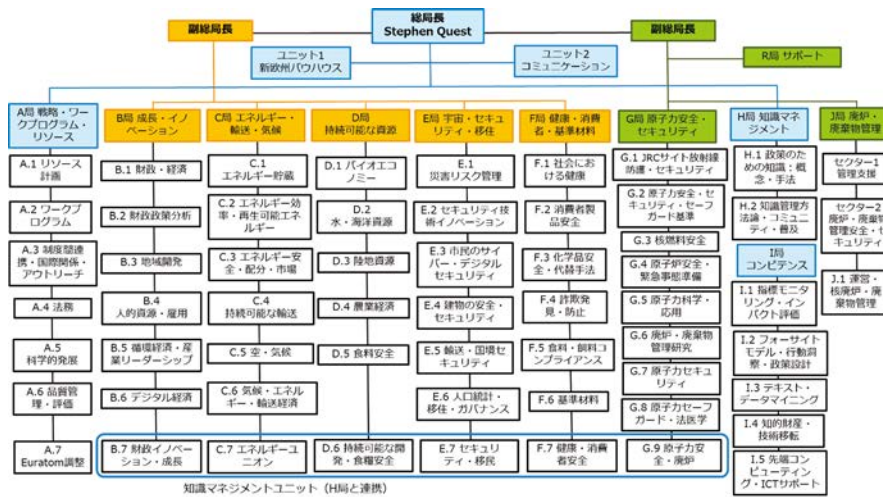 総局長
Stephen Quest
副総局長
副総局長
ユニット1
新欧州バウハウス
ユニット2
コミュニケーション
R局 サポート
A局 戦略・ワー
クプログラム・
リソース
A.1 リソース
計画
A.2 ワークプ
ログラム
A.3 制度間連
携・国際関係・
アウトリーチ
A.4 法務
A.5
科学的発展
A.6 品質管
理・評価
A.7
Euratom調整
B局 成長・イノ
ベーション
B.1 財政・経済
B.2 財政政策分析
B.3 地域開発
B.4
人的資源・雇用
B.5 循環経済・産
業リーダーシップ
B.6 デジタル経済
B.7 財政イノベー
ション・成長
C局 エネルギー・
輸送・気候
C.1
エネルギー貯蔵
C.2 エネルギー効
率・再生可能エネ
ルギー
C.3 エネルギー安
全・配分・市場
C.4
持続可能な輸送
C.5 空・気候
C.6 気候・エネル
ギー・輸送経済
C.7 エネルギーユ
ニオン
D局
持続可能な資源
D.1 バイオエコ
ノミー
D.2
水・海洋資源
D.3 陸地資源
D.4 農業経済
D.5 食料安全
D.6 持続可能な開
発・食糧安全
E局 宇宙・セキュ
リティ・移住
E.1
災害リスク管理
E.2 セキュリティ技
術イノベーション
E.3 市民のサイ
バー・デジタル
セキュリティ
E.4 建物の安全・
セキュリティ
E.5 輸送・国境セ
キュリティ
E.6 人口統計・
移住・ガバナンス
E.7 セキュリ
ティ・移民
F局 健康・消費
者・基準材料
F.1 社会にお
ける健康
F.2 消費者製
品安全
F.3 化学品安
全・代替手法
F.4 詐欺発
見・防止
F.5 食料・飼料コ
ンプライアンス
F.6 基準材料
F.7 健康・消費
者安全
G局 原子力安全・
セキュリティ
G.1 JRCサイト放射線
防護・セキュリティ
G.2 原子力安全・セ
キュリティ・セーフ
ガード基準
G.3 核燃料安全
G.4 原子炉安全・
緊急事態準備
G.5 原子力科学・
応用
G.6 廃炉・廃棄物
管理研究
G.7 原子力セキュ
リティ
G.8 原子力セーフ
ガード・法医学
G.9 原子力安
全・廃炉
H局 知識マネ
ジメント
H.1 政策のた
めの知識：概
念・手法
H.2 知識管理方
法論・コミュニ
ティ・普及
I局
コンピテンス
I.1 指標モニタ
リング・イン
パクト評価
I.2 フォーサイト
モデル・行動洞
察・政策設計
I.3 テキスト・
データマイニング
I.4 知的財産・
技術移転
I.5 先端コン
ピューティン
グ・ICTサポート
J局 廃炉・
廃棄物管理
セクター1
管理支援
セクター2
廃炉・廃棄物
管理安全・セ
キュリティ
J.1 運営・
核廃炉・廃
棄物管理
知識マネジメントユニット（H局と連携）